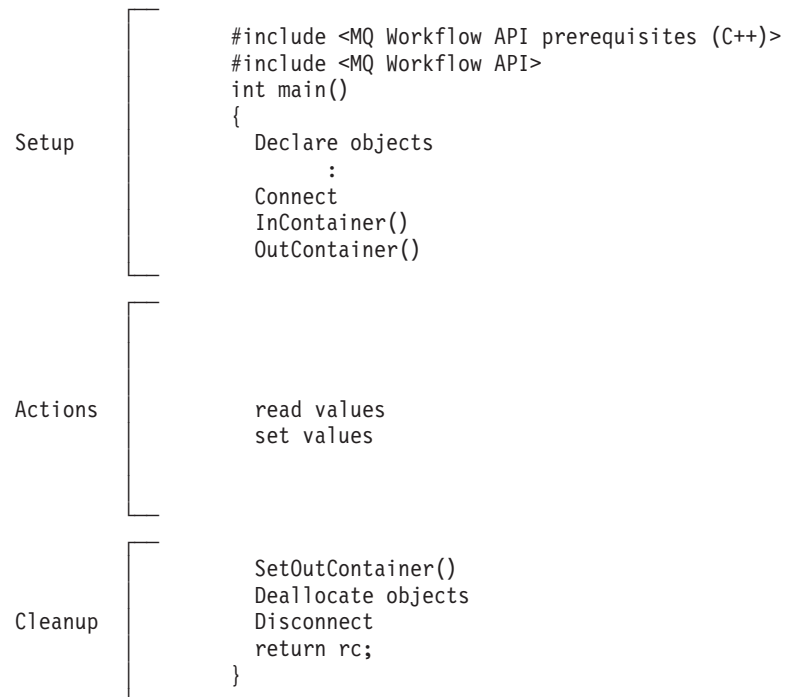 #include <MQ Workflow API prerequisites (C++)>
#include <MQ Workflow API>
int main()
{
Setup Declare objects
:
Connect
InContainer()
OutContainer()
Actions read values
set values
SetOutContainer()
Deallocate objects
Cleanup Disconnect
return rc;
}